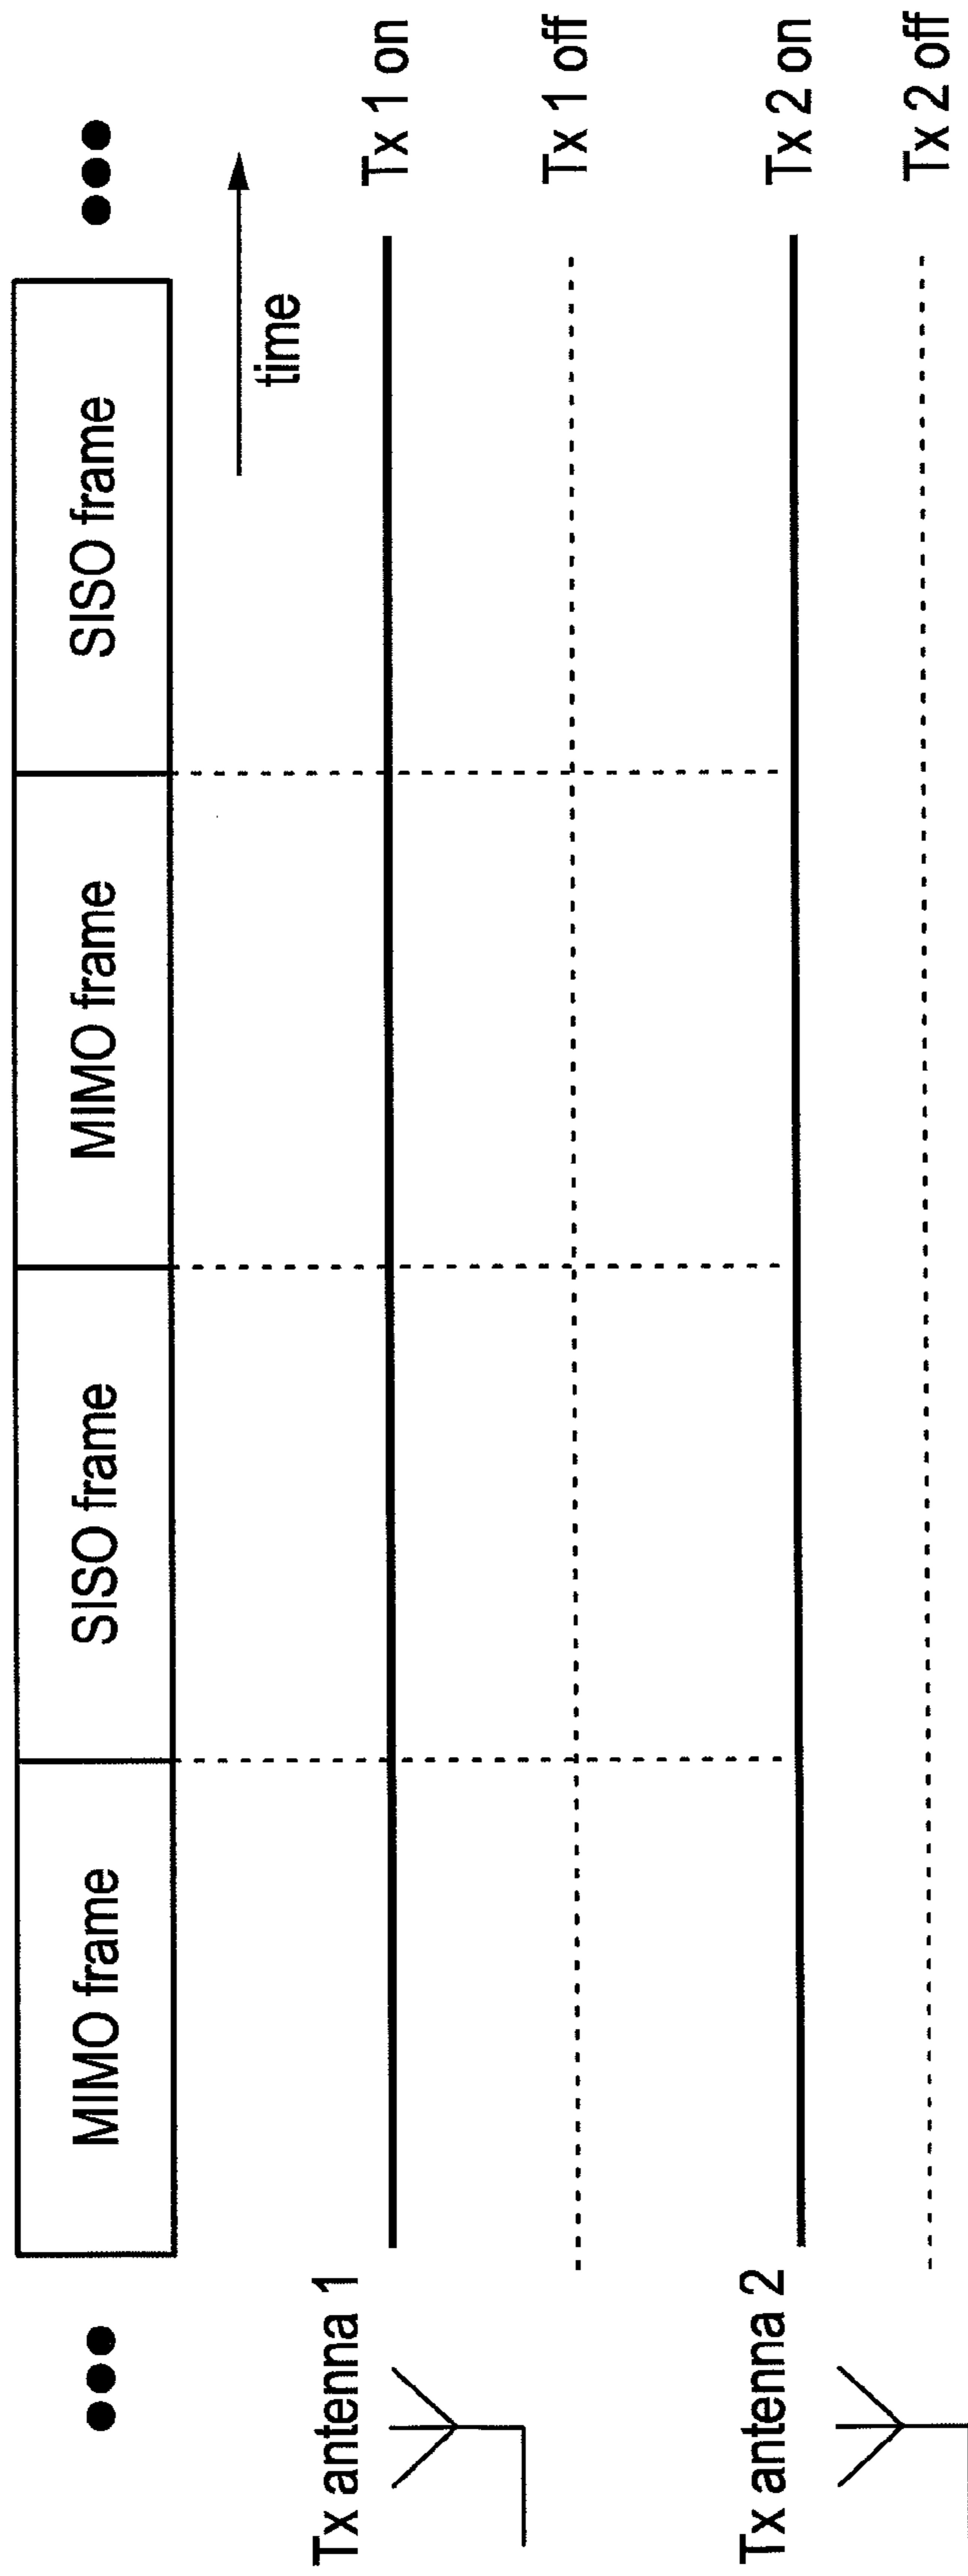 MIMO frame
SISO frame
MIMO frame
SISO frame
time
Tx antenna 1
Tx 1 on
Tx 1 off
Tx antenna 2
Tx 2 on
Tx 2 off